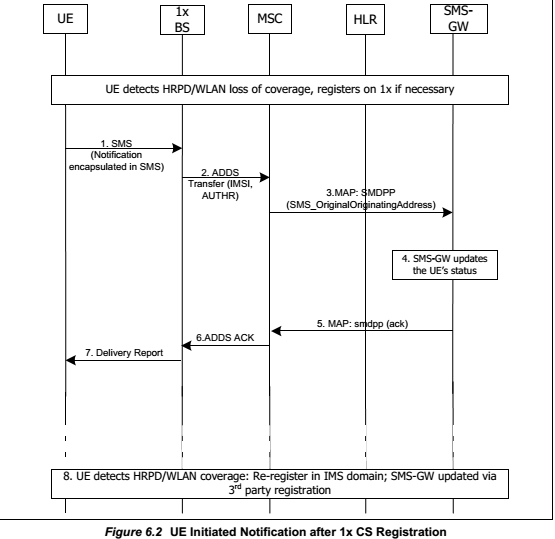 UE
1x
BS
MSC
HLR
SMS-
GW
UE detects HRPD/WLAN loss of coverage, registers on 1x if necessary
1. SMS
(Notification
encapsulated in SMS)
2. ADDS
Transfer (IMSI,
AUTHR)
3.MAP: SMDPP
(SMS_OriginalOriginatingAddress)
4. SMS-GW updates
the UE's status
5. MAP: smdpp (ack)
6.ADDS ACK
7. Delivery Report
8. UE detects HRPD/WLAN coverage: Re-register in IMS domain; SMS-GW updated via
3rd party registration
Figure 6.2 UE Initiated Notification after 1x CS Registration